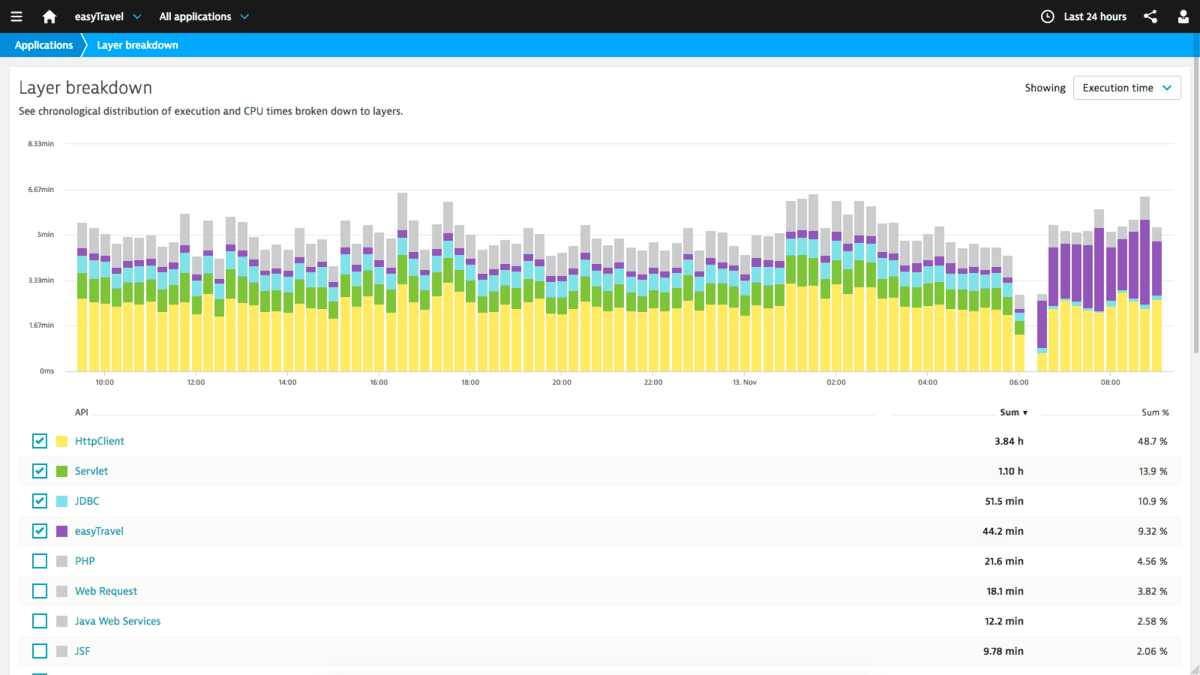 easyTravel All applications Last 24 hours
Applications Layer breakdown
Layer breakdown
Showing Execution time
See chronological distribution of execution and CPU times broken down to layers.
8.33min
6.67min
5min
3.33min
1.67min
0ms
10:00 12:00 14:00 16:00 18:00 20:00 22:00 13. Nov 02:00 04:00 06:00 08:00
API Sum ▼ Sum %
HttpClient 3.84 h 48.7 %
Servlet 1.10 h 13.9 %
JDBC 51.5 min 10.9 %
easyTravel 44.2 min 9.32 %
PHP 21.6 min 4.56 %
Web Request 18.1 min 3.82 %
Java Web Services 12.2 min 2.58 %
JSF 9.78 min 2.06 %